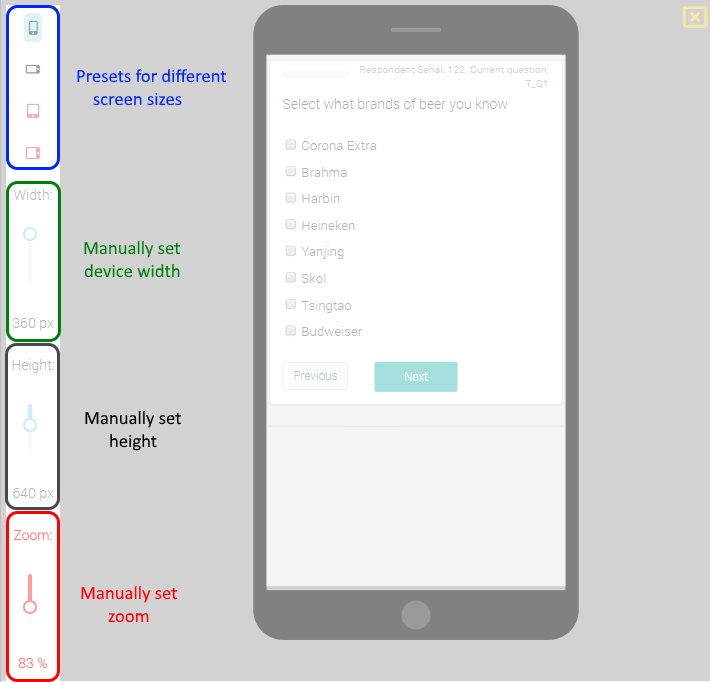 Presets for different
screen sizes
Width:
Manually set
device width
360 px
Height:
Manually set
height
640 px
Zoom:
Manually set
zoom
83 %
Respondent Serial: 122. Current question:
T_Q1
Select what brands of beer you know
Corona Extra
Brahma
Harbin
Heineken
Yanjing
Skol
Tsingtao
Budweiser
Previous
Next